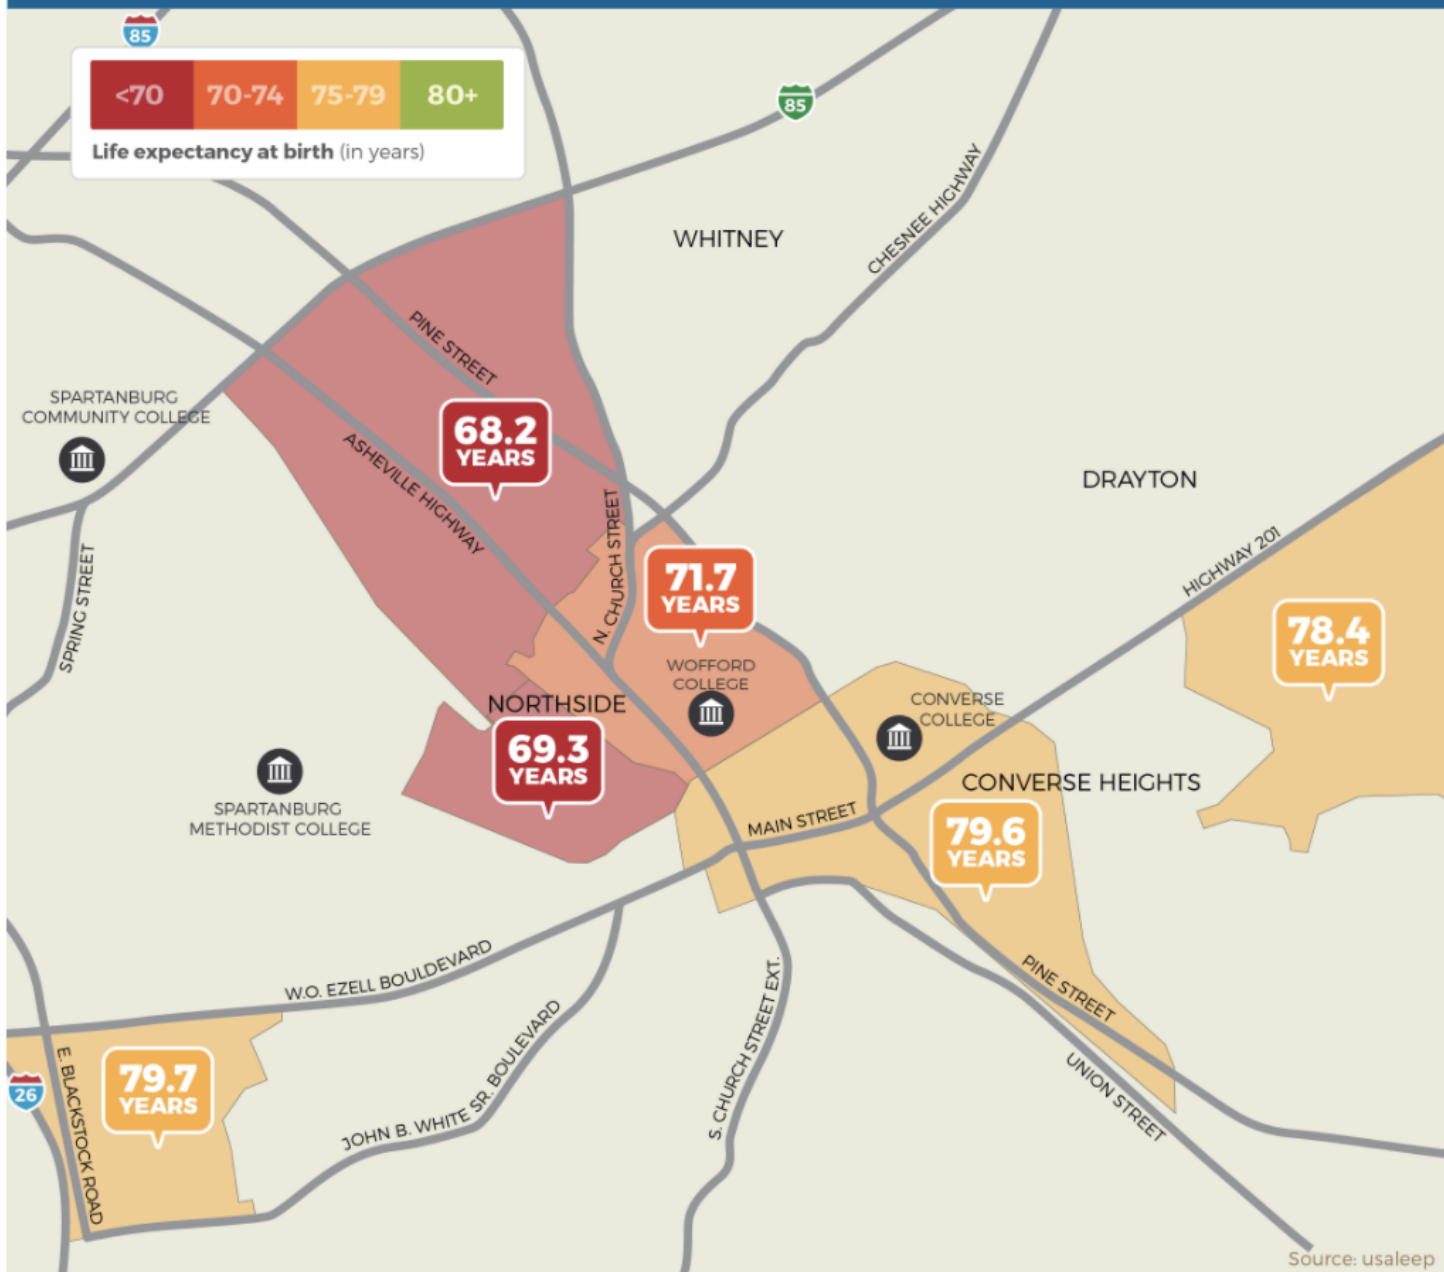 85
<70 70-74 75-79 80+
Life expectancy at birth (in years)
85
WHITNEY
CHESNEE HIGHWAY
PINE STREET
SPARTANBURG
COMMUNITY COLLEGE
68.2
YEARS
ASHEVILLE HIGHWAY
DRAYTON
SPRING STREET
N. CHURCH STREET
HIGHWAY 201
71.7
YEARS
78.4
YEARS
WOFFORD
COLLEGE
NORTHSIDE
CONVERSE
COLLEGE
69.3
YEARS
CONVERSE HEIGHTS
SPARTANBURG
METHODIST COLLEGE
MAIN STREET
79.6
YEARS
W.O. EZELL BOULDEVARD
PINE STREET
S. CHURCH STREET EXT.
JOHN B. WHITE SR. BOULEVARD
26
E. BLACKSTOCK ROAD
79.7
YEARS
UNION STREET
Source: usaleep